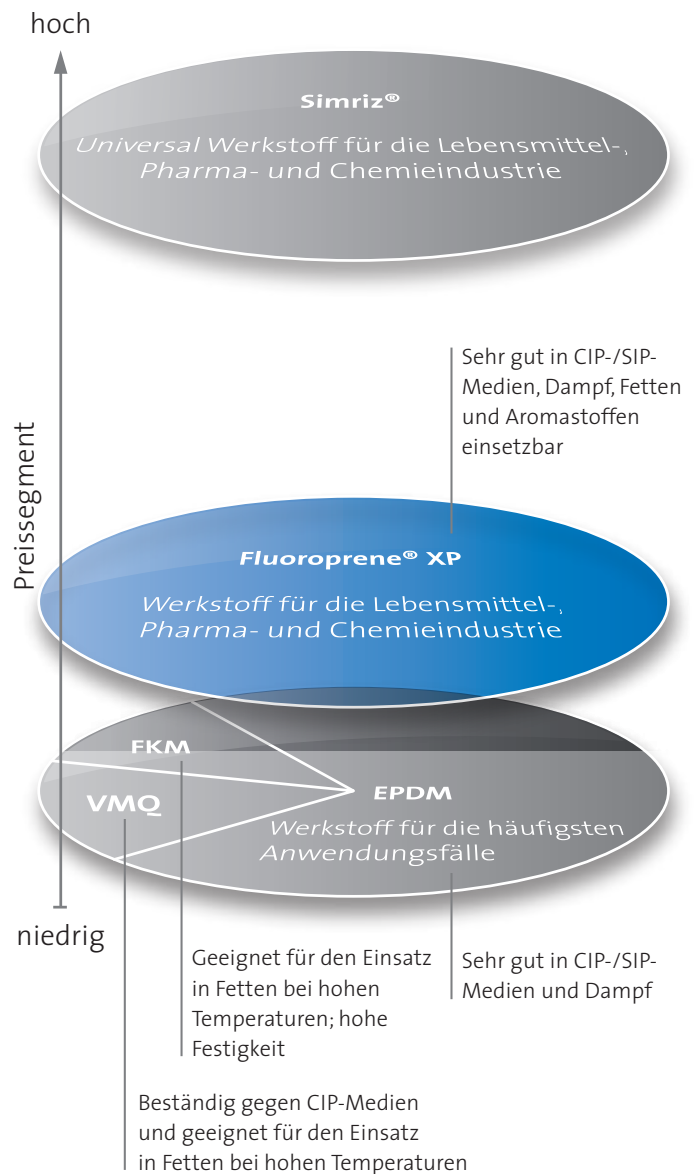 hoch
Simriz®
Universal Werkstoff für die Lebensmittel-,
Pharma- und Chemieindustrie
Sehr gut in CIP-/SIP-
Medien, Dampf, Fetten
und Aromastoffen
einsetzbar
Preissegment
Fluoroprene® XP
Werkstoff für die Lebensmittel-,
Pharma- und Chemieindustrie
FKM
VMQ
EPDM
Werkstoff für die häufigsten
Anwendungsfälle
niedrig
Geeignet für den Einsatz
in Fetten bei hohen
Temperaturen; hohe
Festigkeit
Sehr gut in CIP-/SIP-
Medien und Dampf
Beständig gegen CIP-Medien
und geeignet für den Einsatz
in Fetten bei hohen Temperaturen